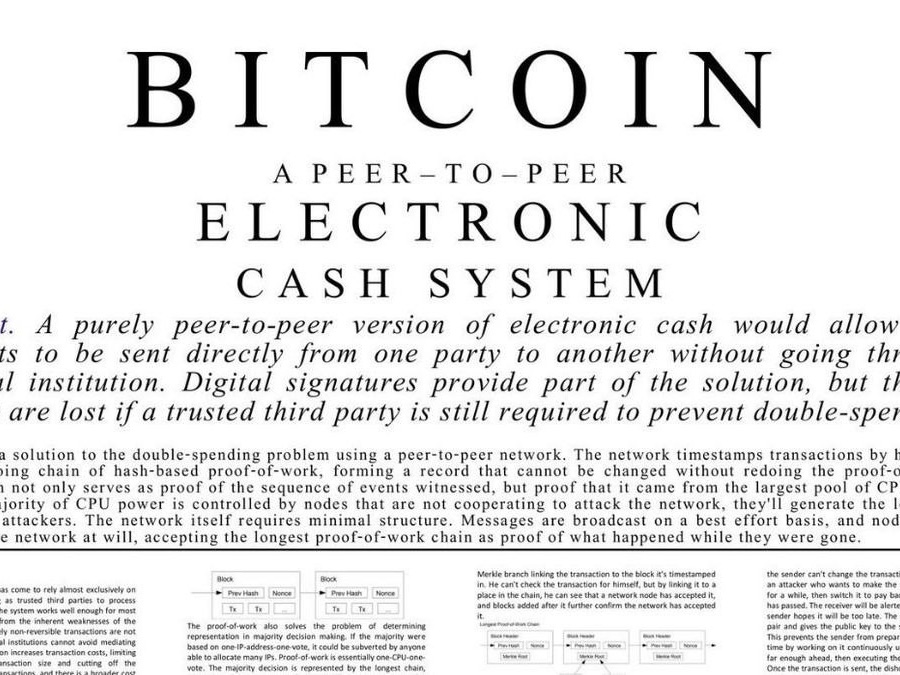 BITCOIN
A PEER–TO–PEER
ELECTRONIC
CASH SYSTEM
t. A purely peer-to-peer version of electronic cash would allow
ts to be sent directly from one party to another without going thr
al institution. Digital signatures provide part of the solution, but th
are lost if a trusted third party is still required to prevent double-spen
a solution to the double-spending problem using a peer-to-peer network. The network timestamps transactions by h
oing chain of hash-based proof-of-work, forming a record that cannot be changed without redoing the proof-o
n not only serves as proof of the sequence of events witnessed, but proof that it came from the largest pool of CP
ajority of CPU power is controlled by nodes that are not cooperating to attack the network, they'll generate the l
attackers. The network itself requires minimal structure. Messages are broadcast on a best effort basis, and nod
e network at will, accepting the longest proof-of-work chain as proof of what happened while they were gone.
as come to rely almost exclusively on
g as trusted third parties to process
he system works well enough for most
from the inherent weaknesses of the
ely non-reversible transactions are not
al institutions cannot avoid mediating
on increases transaction costs, limiting
ansaction size and cutting off the
ansactions, and there is a broader cost
Block Block
Prev Hash Nonce Prev Hash Nonce
Tx Tx ... Tx Tx ...
The proof-of-work also solves the problem of determining
representation in majority decision making. If the majority were
based on one-IP-address-one-vote, it could be subverted by anyone
able to allocate many IPs. Proof-of-work is essentially one-CPU-one-
vote. The majority decision is represented by the longest chain,
Merkle branch linking the transaction to the block it's timestamped
in. He can't check the transaction for himself, but by linking it to a
place in the chain, he can see that a network node has accepted it,
and blocks added after it further confirm the network has accepted
it.
Longest Proof-of-Work Chain
Block Header Block Header Block Header
Prev Hash Nonce Prev Hash Nonce Prev Hash Nonce
Merkle Root Merkle Root Merkle Root
the sender can't change the transacti
an attacker who wants to make the
for a while, then switch it to pay bac
has passed. The receiver will be alerte
sender hopes it will be too late. The
pair and gives the public key to the s
This prevents the sender from prepar
time by working on it continuously u
far enough ahead, then executing the
Once the transaction is sent, the disho